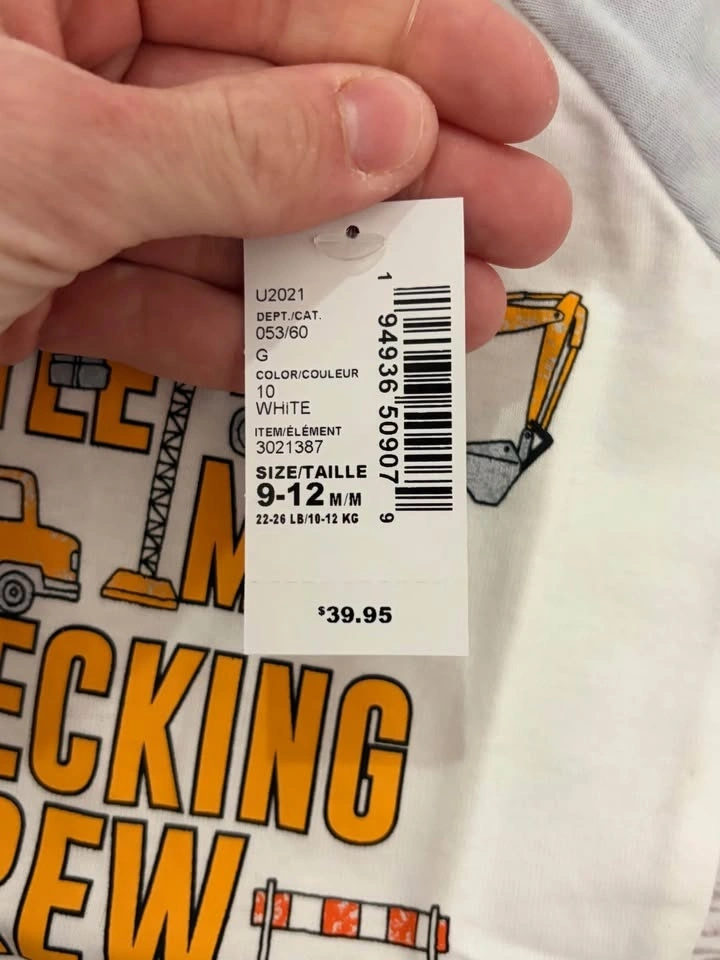 U2021
DEPT./CAT.
053/60
G
COLOR/COULEUR
10
WHITE
ITEM/ÉLÉMENT
3021387
SIZE/TAILLE
9-12 M/M
22-26 LB/10-12 KG
1 94936 50907 9
$39.95
ECKING
REW